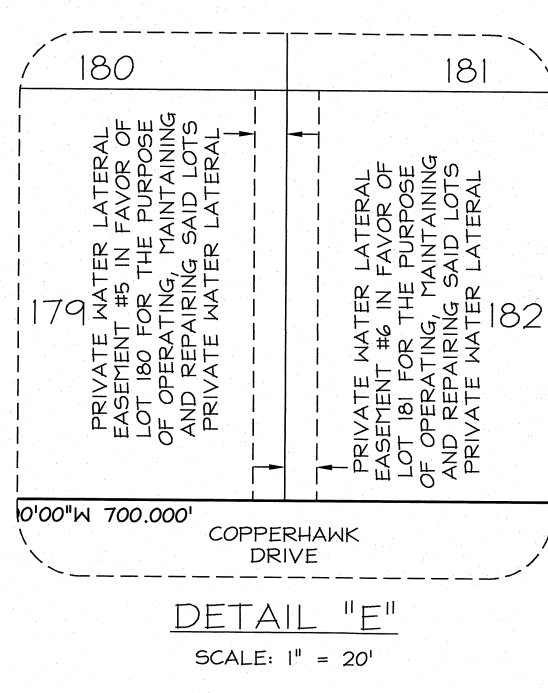 180
181
179
PRIVATE WATER LATERAL
EASEMENT #5 IN FAVOR OF
LOT 180 FOR THE PURPOSE
OF OPERATING, MAINTAINING
AND REPAIRING SAID LOTS
PRIVATE WATER LATERAL
PRIVATE WATER LATERAL
EASEMENT #6 IN FAVOR OF
LOT 181 FOR THE PURPOSE
OF OPERATING, MAINTAINING
AND REPAIRING SAID LOTS
PRIVATE WATER LATERAL
182
0'00"W 700.000'
COPPERHAWK
DRIVE
DETAIL "E"
SCALE: 1" = 20'